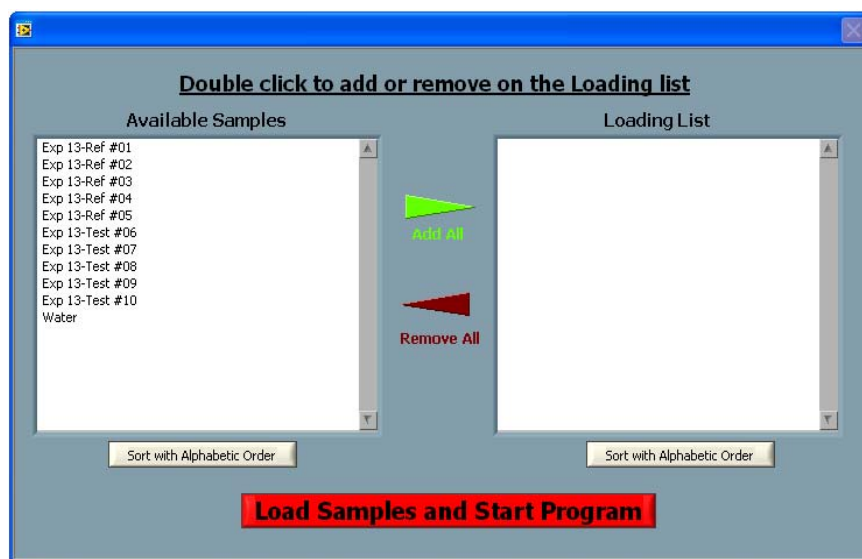 Double click to add or remove on the Loading list
Available Samples
Exp 13-Ref #01
Exp 13-Ref #02
Exp 13-Ref #03
Exp 13-Ref #04
Exp 13-Ref #05
Exp 13-Test #06
Exp 13-Test #07
Exp 13-Test #08
Exp 13-Test #09
Exp 13-Test #10
Water
Sort with Alphabetic Order
Add All
Remove All
Loading List
Sort with Alphabetic Order
Load Samples and Start Program